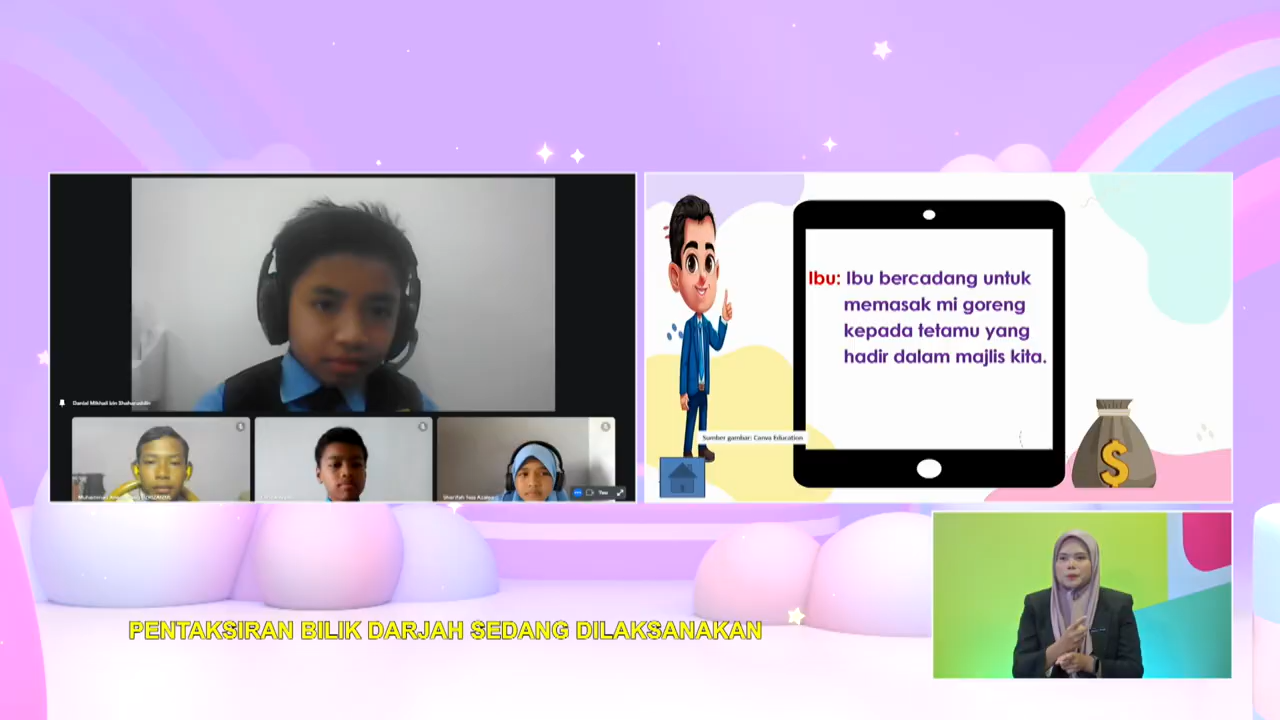 Ibu: Ibu bercadang untuk
memasak mi goreng
kepada tetamu yang
hadir dalam majlis kita.
Sumber gambar: Canva Education
$
You
PENTAKSIRAN BILIK DARJAH SEDANG DILAKSANAKAN